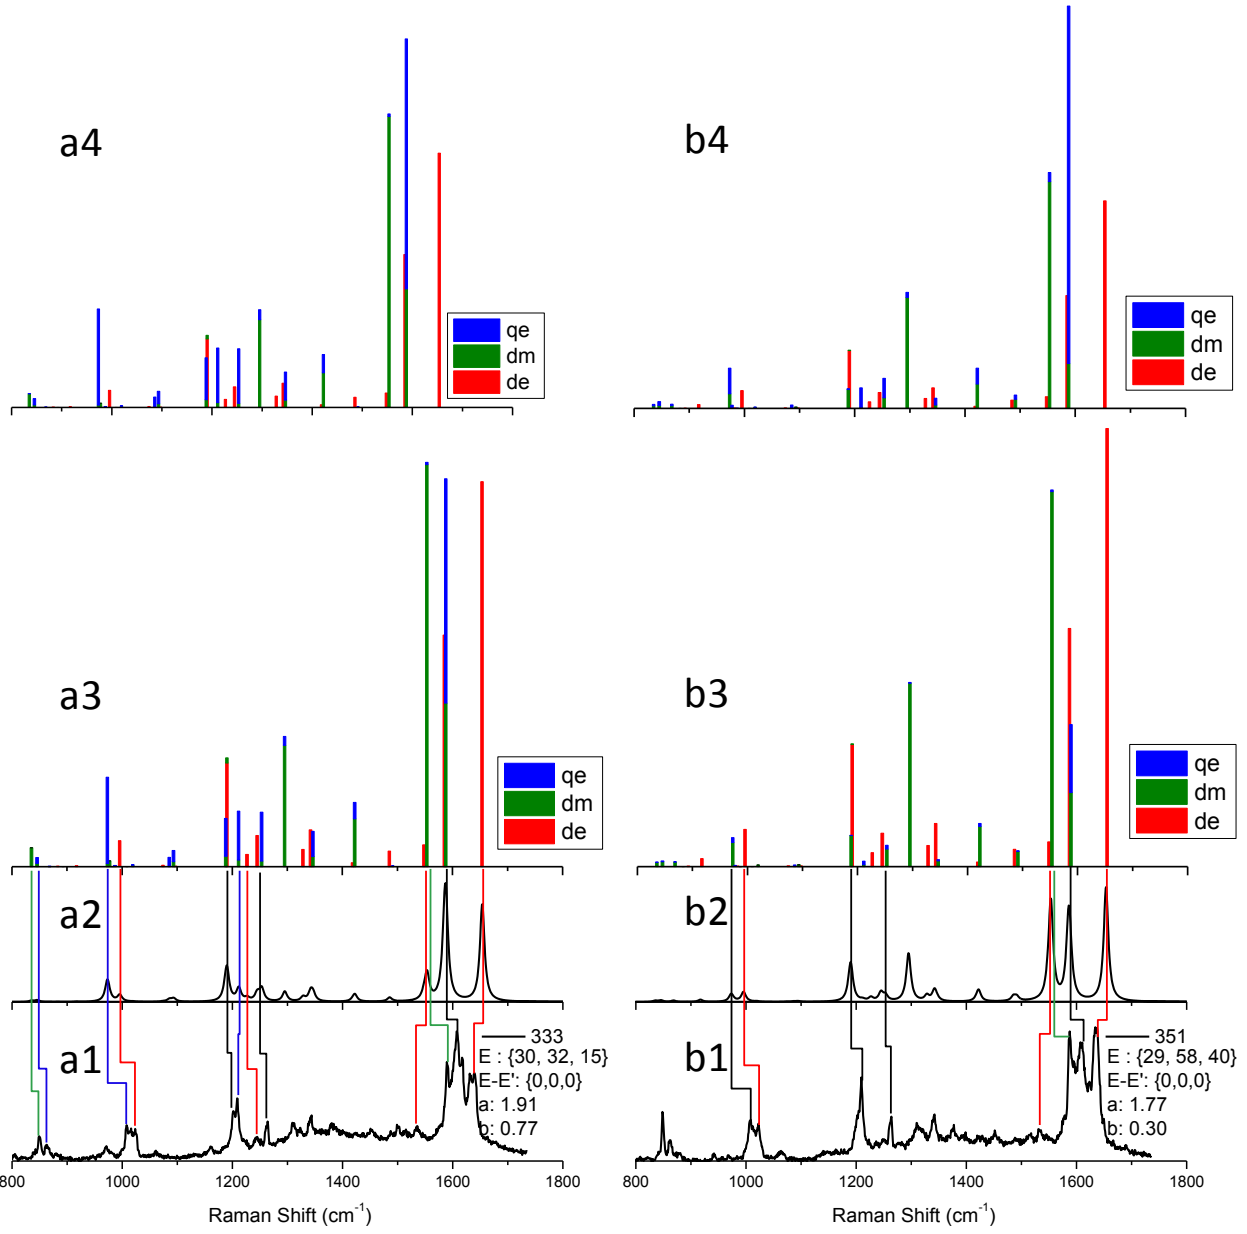 a4
qe
dm
de
b4
qe
dm
de
a3
qe
dm
de
b3
qe
dm
de
a2
b2
a1
333
E : {30, 32, 15}
E-E': {0,0,0}
a: 1.91
b: 0.77
b1
351
E : {29, 58, 40}
E-E': {0,0,0}
a: 1.77
b: 0.30
800 1000 1200 1400 1600 1800
800 1000 1200 1400 1600 1800
Raman Shift (cm⁻¹)
Raman Shift (cm⁻¹)